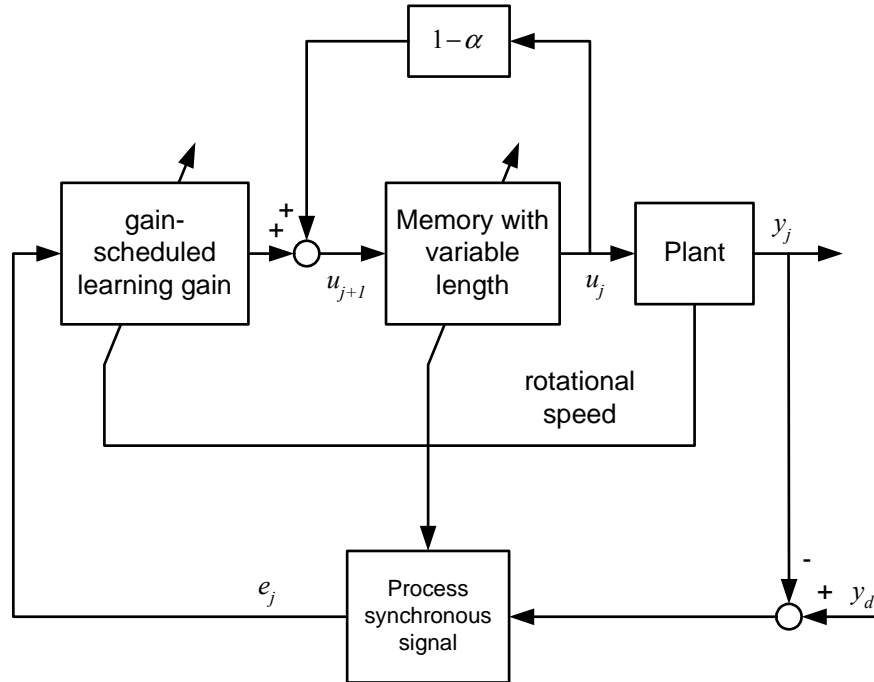 1−α
gain-
scheduled
learning gain
+
+
u_{j+1}
Memory with
variable
length
u_j
Plant
y_j
rotational
speed
-
+
y_d
Process
synchronous
signal
e_j